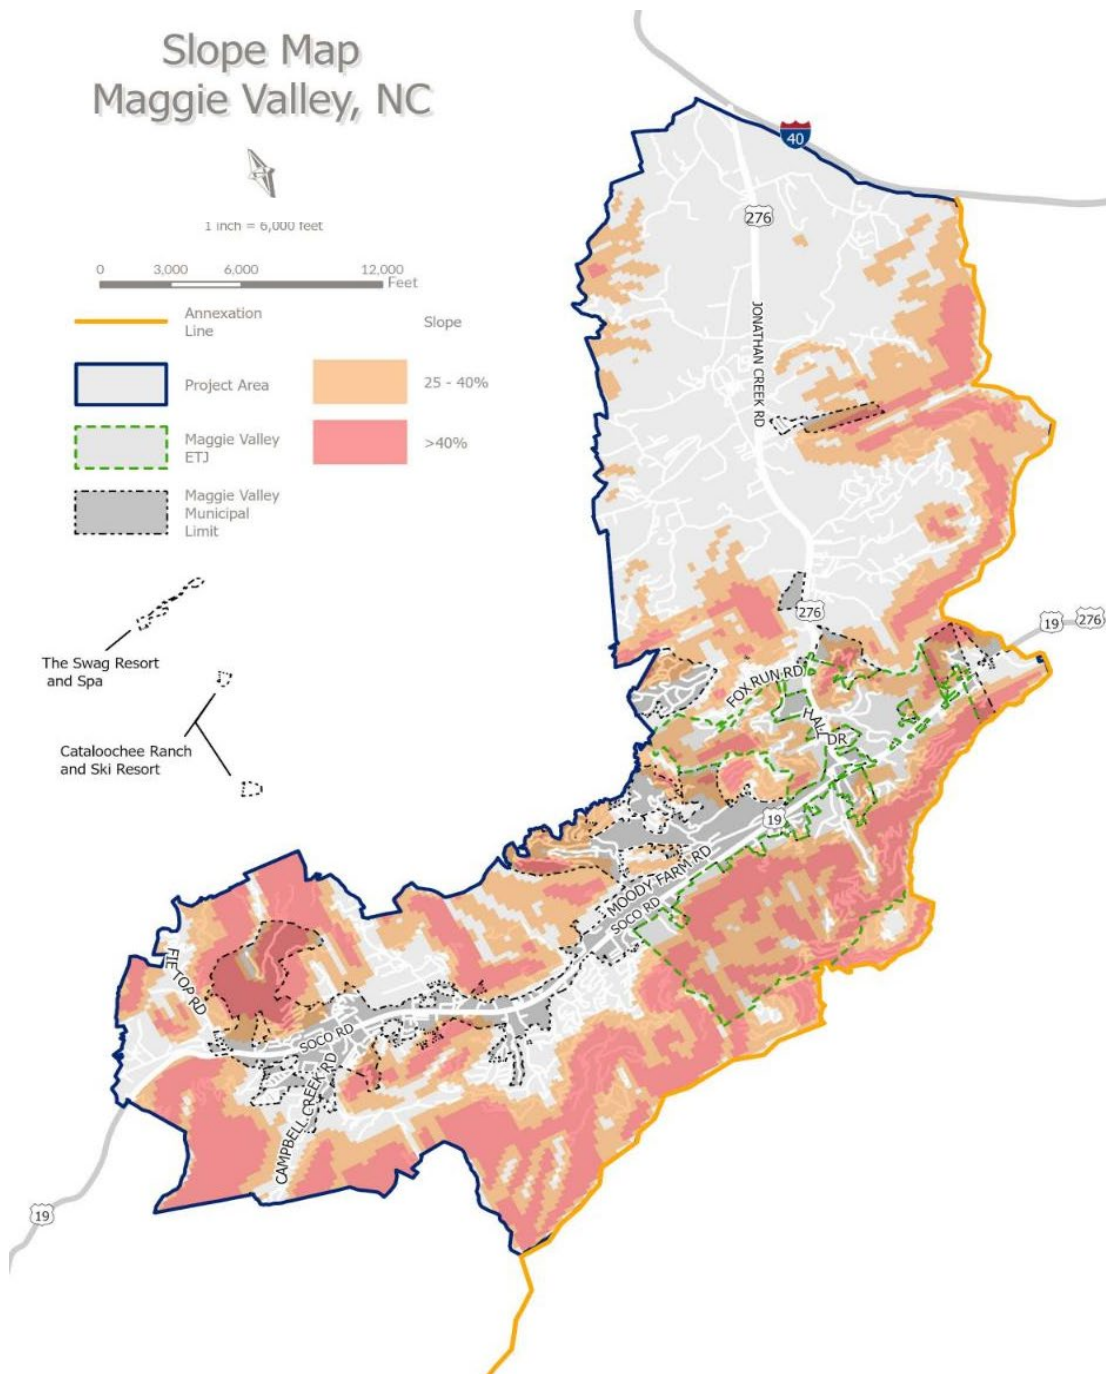 Slope Map
Maggie Valley, NC
1 inch = 6,000 feet
0 3,000 6,000 12,000
Feet
Annexation
Line
Slope
Project Area
25 - 40%
Maggie Valley
ETJ
>40%
Maggie Valley
Municipal
Limit
The Swag Resort
and Spa
Cataloochee Ranch
and Ski Resort
40
276
JONATHAN CREEK RD
276
19
276
FOX RUN RD
HALL DR
19
MOODY FARM RD
SOCO RD
FIE TOP RD
SOCO RD
CAMPBELL CREEK RD
19